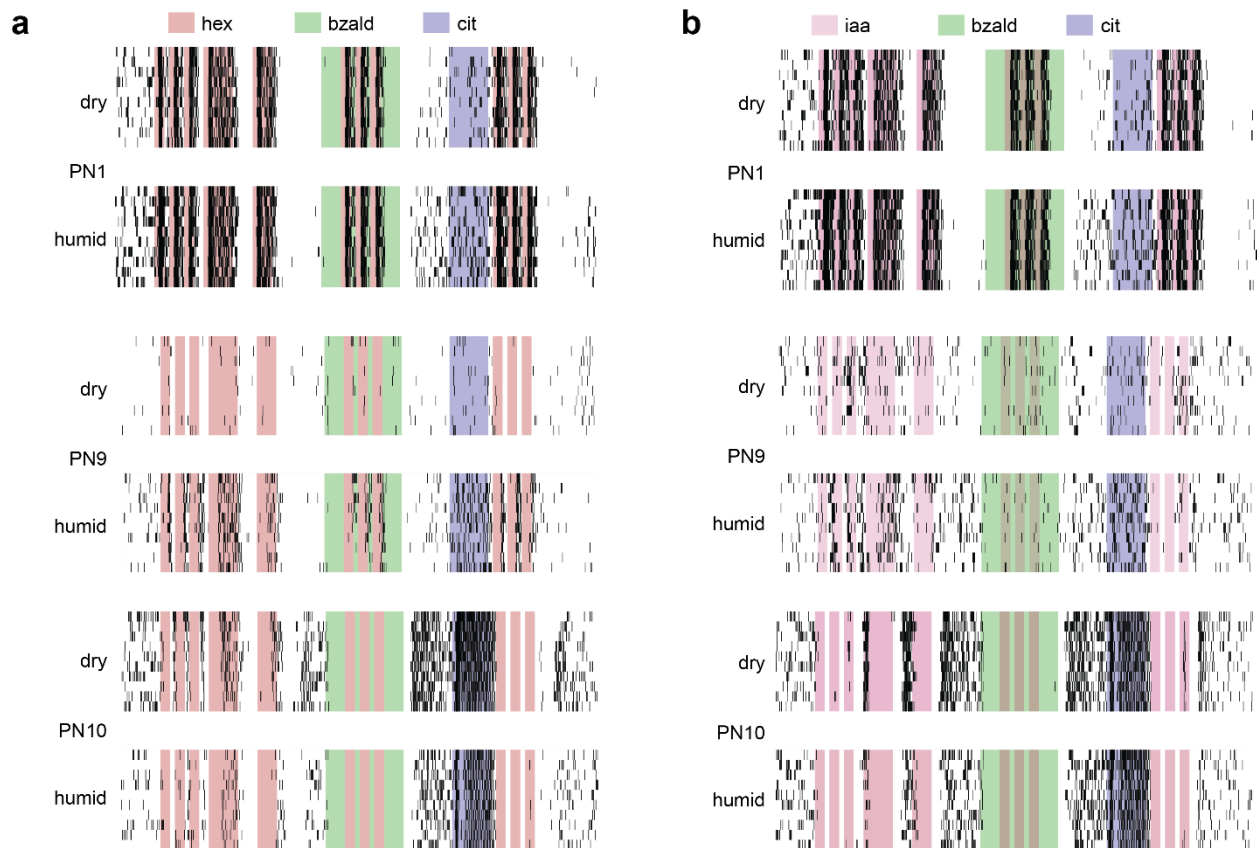 a
hex bzald cit
dry
PN1
humid
dry
PN9
humid
dry
PN10
humid
b
iaa bzald cit
dry
PN1
humid
dry
PN9
humid
dry
PN10
humid